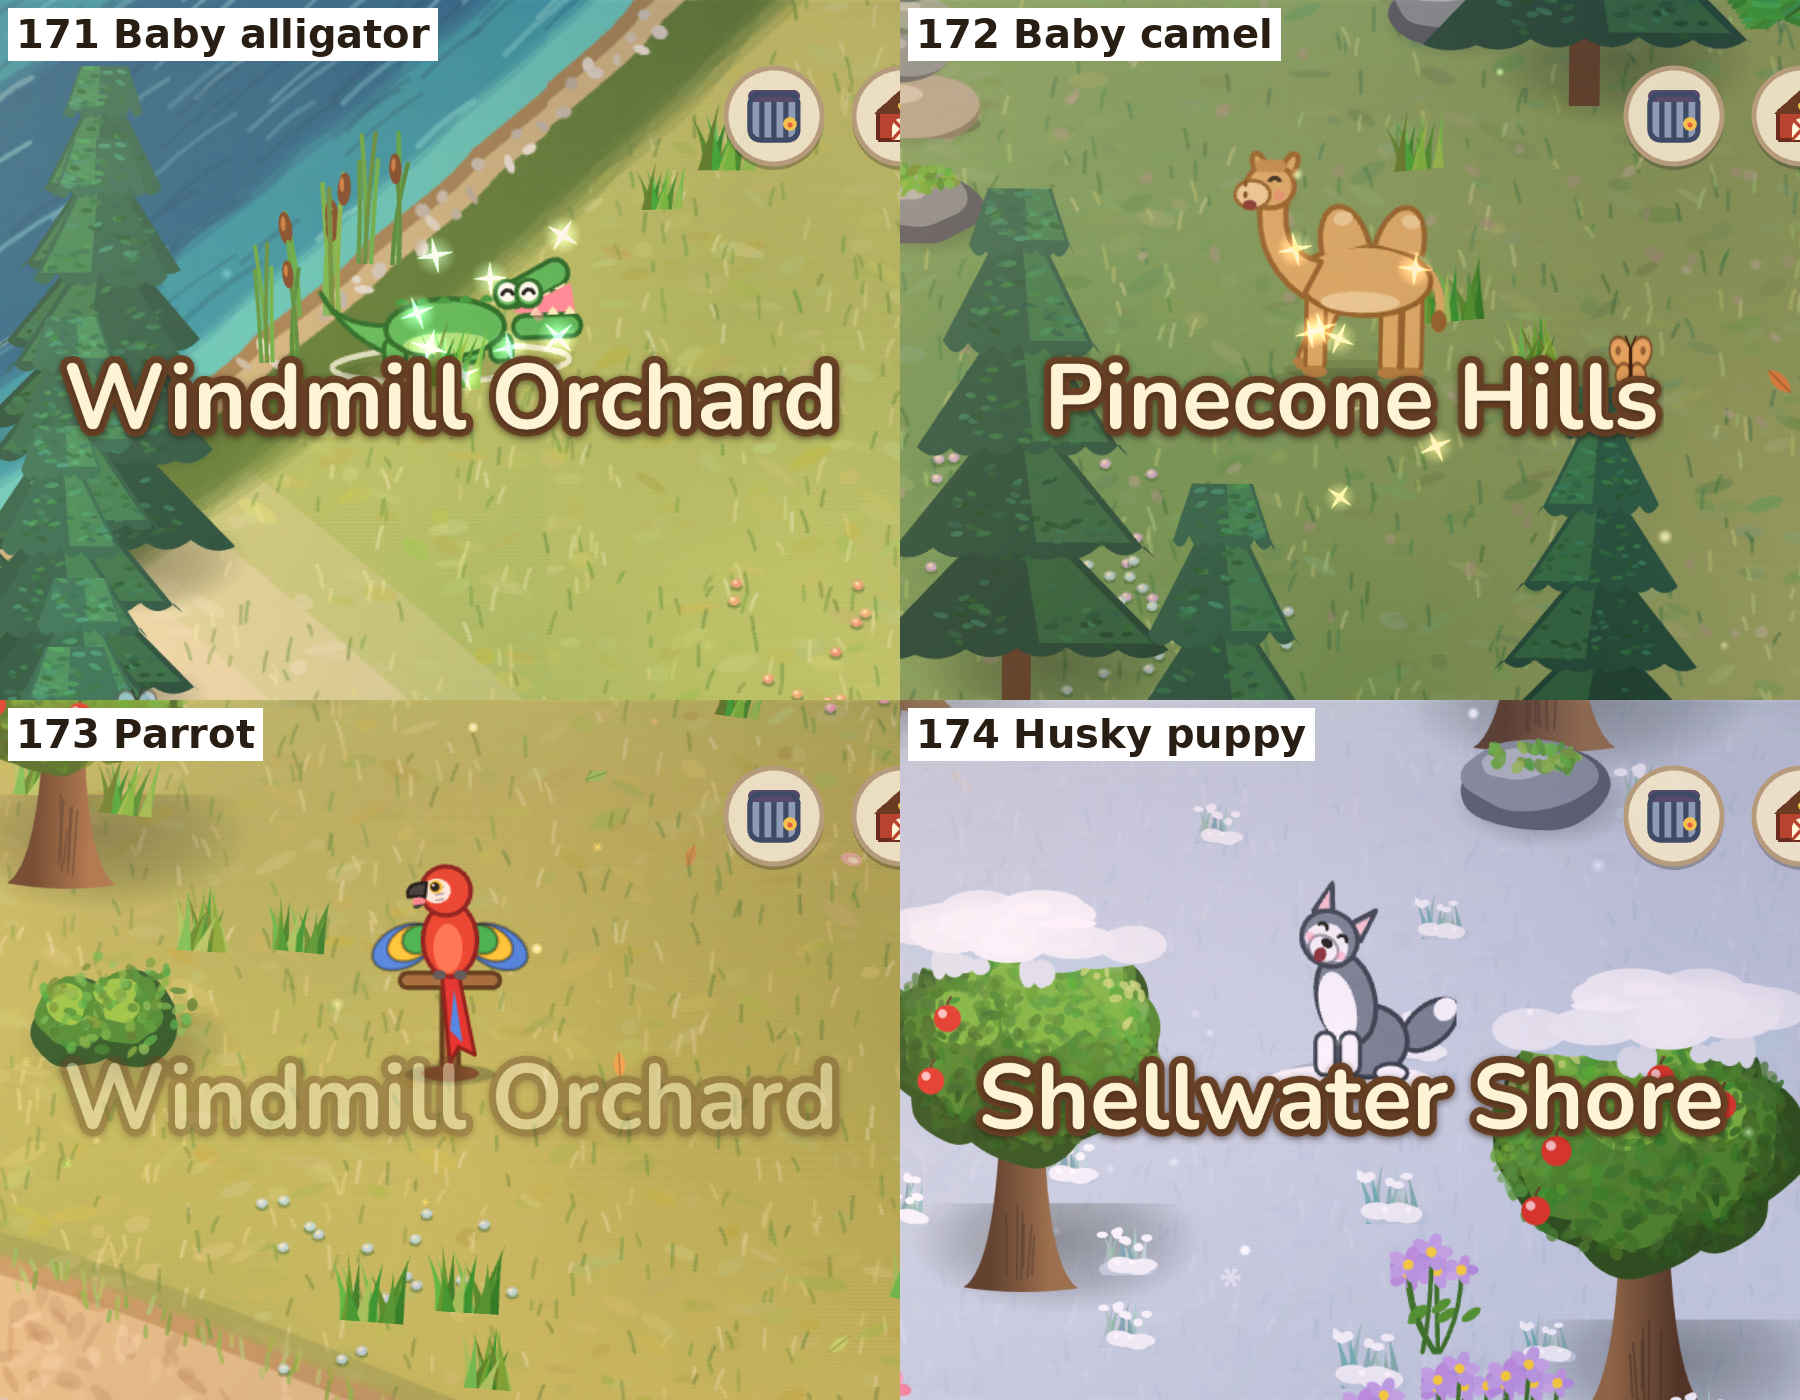 171 Baby alligator
Windmill Orchard
172 Baby camel
Pinecone Hills
173 Parrot
Windmill Orchard
174 Husky puppy
Shellwater Shore